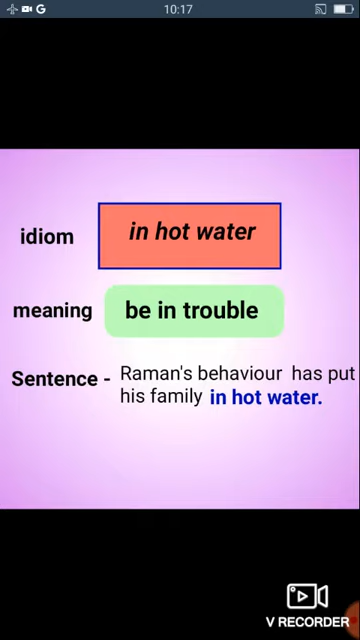 10:17
idiom
in hot water
meaning
be in trouble
Sentence - Raman's behaviour has put
his family in hot water.
V RECORDER